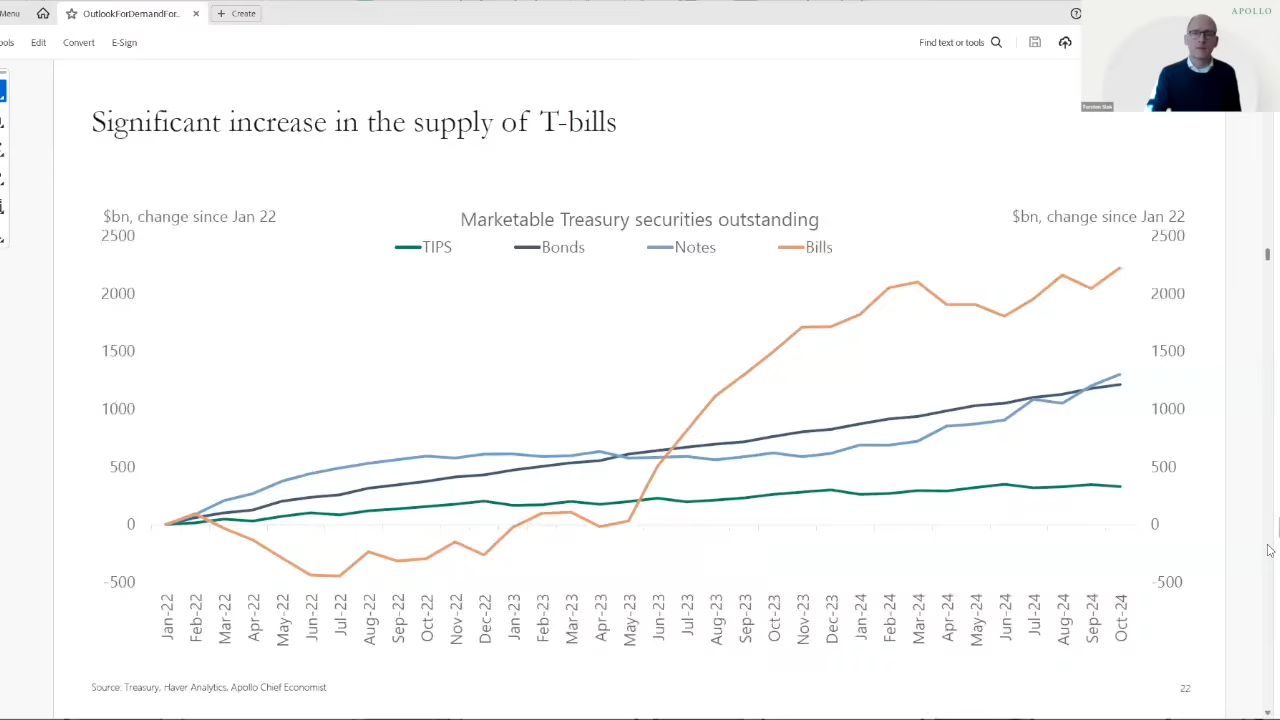 Menu
OutlookForDemandFor...
Create
APOLLO
ols
Edit
Convert
E-Sign
Find text or tools
Torsten Slok
Significant increase in the supply of T-bills
$bn, change since Jan 22
Marketable Treasury securities outstanding
$bn, change since Jan 22
TIPS
Bonds
Notes
Bills
2500
2000
1500
1000
500
0
-500
2500
2000
1500
1000
500
0
-500
Jan-22
Feb-22
Mar-22
Apr-22
May-22
Jun-22
Jul-22
Aug-22
Sep-22
Oct-22
Nov-22
Dec-22
Jan-23
Feb-23
Mar-23
Apr-23
May-23
Jun-23
Jul-23
Aug-23
Sep-23
Oct-23
Nov-23
Dec-23
Jan-24
Feb-24
Mar-24
Apr-24
May-24
Jun-24
Jul-24
Aug-24
Sep-24
Oct-24
Source: Treasury, Haver Analytics, Apollo Chief Economist
22